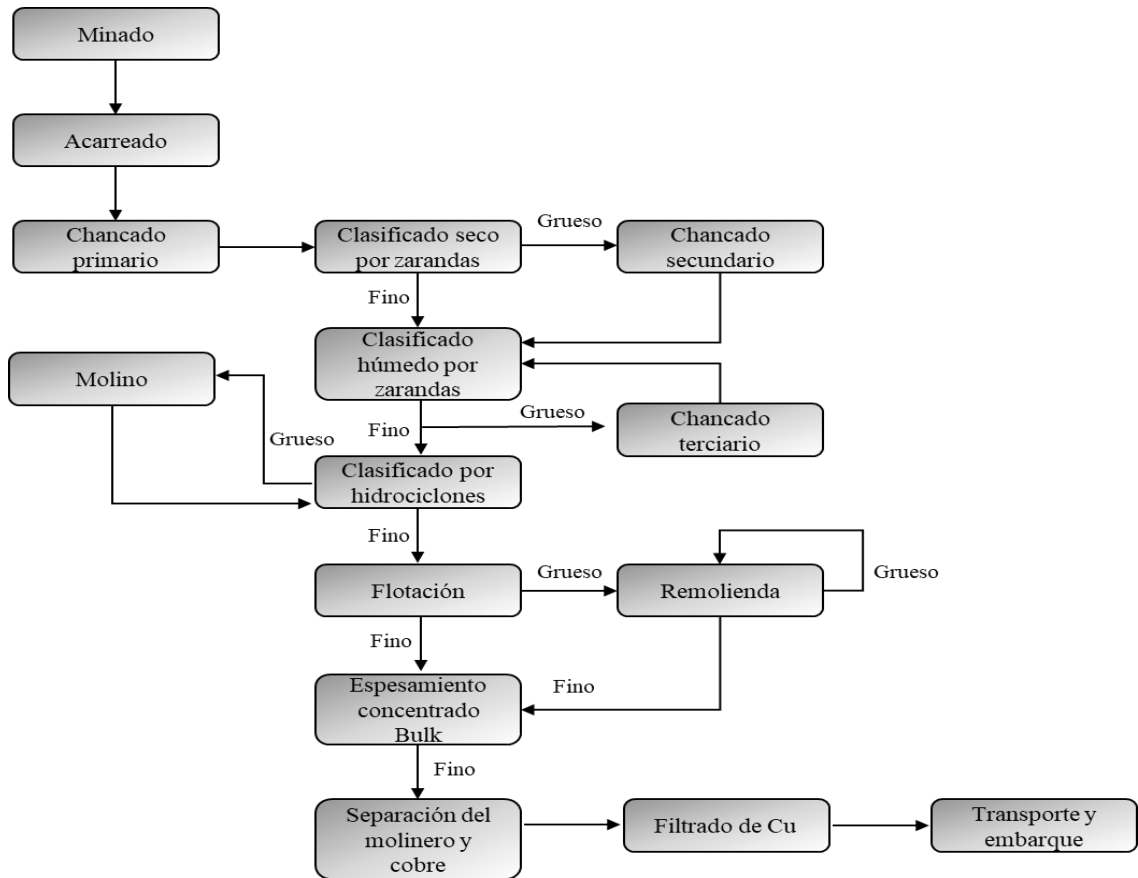 Minado
Acarreado
Chancado
primario
Clasificado seco
por zarandas
Grueso
Chancado
secundario
Fino
Clasificado
húmedo por
zarandas
Molino
Grueso
Chancado
terciario
Fino
Grueso
Clasificado por
hidrociclones
Fino
Flotación
Grueso
Remolienda
Grueso
Fino
Espesamiento
concentrado
Bulk
Fino
Fino
Separación del
molinero y
cobre
Filtrado de Cu
Transporte y
embarque